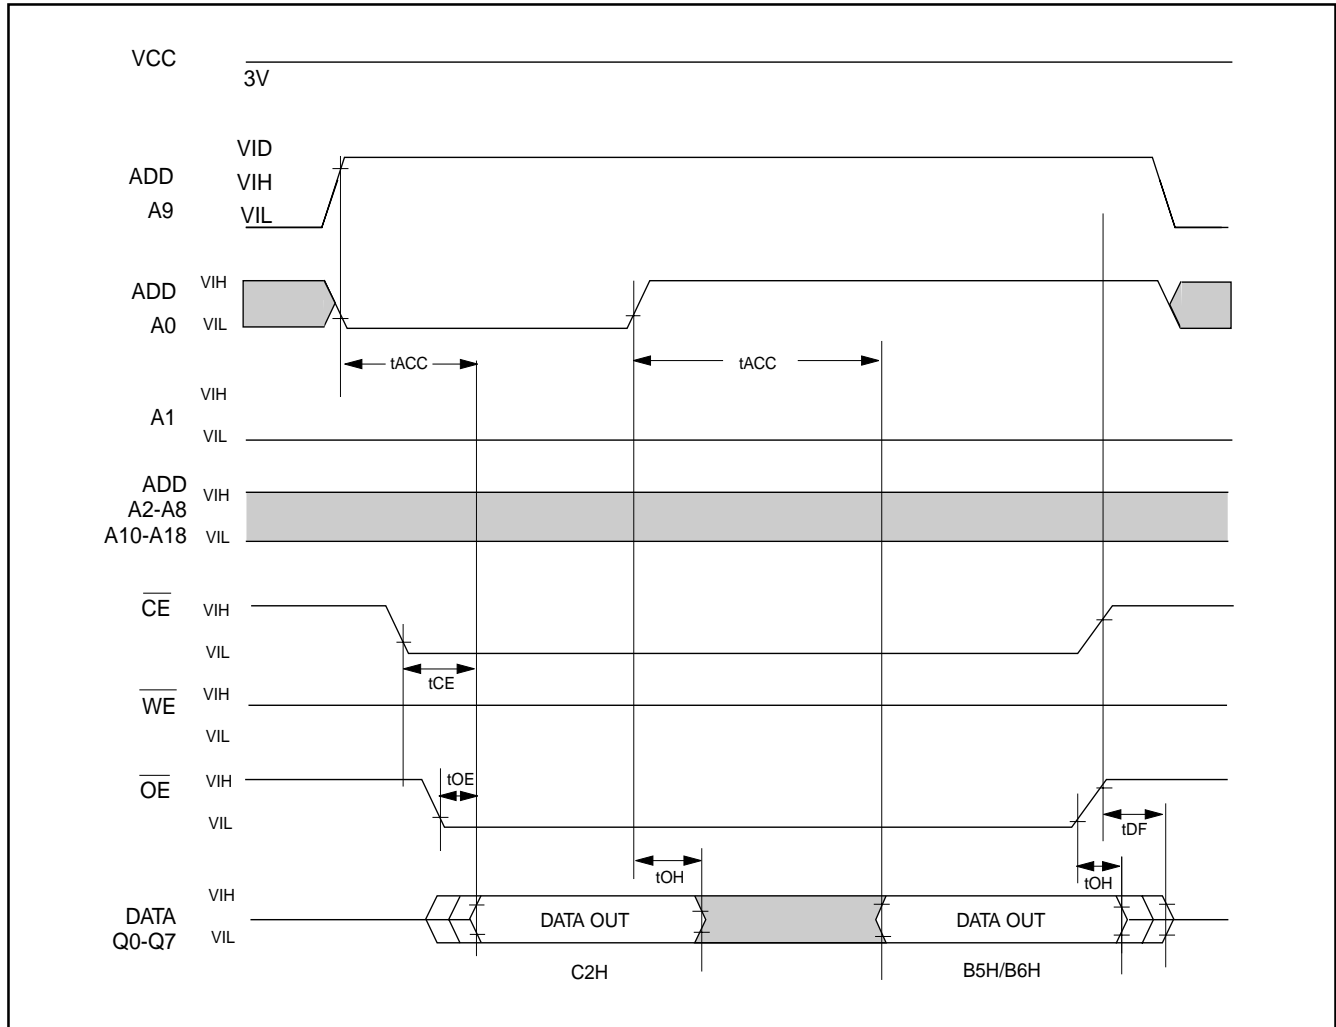 VCC
3V
VID
ADD
VIH
A9
VIL
ADD
VIH
A0
VIL
tACC
tACC
VIH
A1
VIL
ADD
VIH
A2-A8
A10-A18
VIL
CE
VIH
VIL
tCE
WE
VIH
VIL
OE
VIH
tOE
VIL
tDF
tOH
tOH
VIH
DATA
DATA OUT
DATA OUT
Q0-Q7
VIL
C2H
B5H/B6H